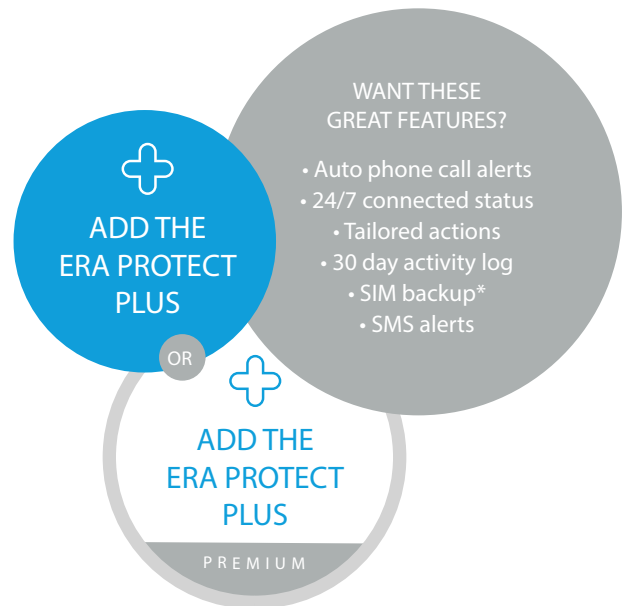 WANT THESE
GREAT FEATURES?
• Auto phone call alerts
• 24/7 connected status
• Tailored actions
• 30 day activity log
• SIM backup*
• SMS alerts
ADD THE
ERA PROTECT
PLUS
OR
ADD THE
ERA PROTECT
PLUS
PREMIUM